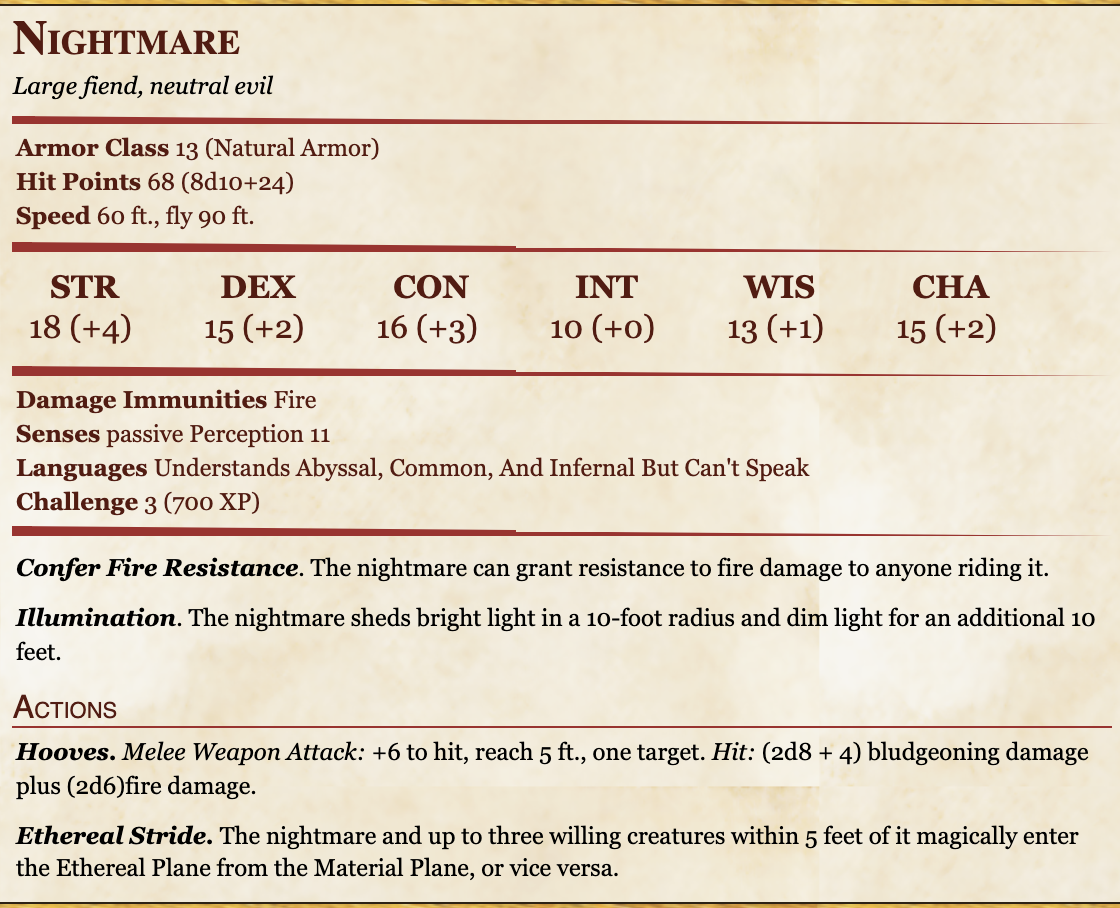 Nightmare
Large fiend, neutral evil
Armor Class 13 (Natural Armor)
Hit Points 68 (8d10+24)
Speed 60 ft., fly 90 ft.
STR DEX CON INT WIS CHA
18 (+4) 15 (+2) 16 (+3) 10 (+0) 13 (+1) 15 (+2)
Damage Immunities Fire
Senses passive Perception 11
Languages Understands Abyssal, Common, And Infernal But Can't Speak
Challenge 3 (700 XP)
Confer Fire Resistance. The nightmare can grant resistance to fire damage to anyone riding it.
Illumination. The nightmare sheds bright light in a 10-foot radius and dim light for an additional 10
feet.
Actions
Hooves. Melee Weapon Attack: +6 to hit, reach 5 ft., one target. Hit: (2d8 + 4) bludgeoning damage
plus (2d6)fire damage.
Ethereal Stride. The nightmare and up to three willing creatures within 5 feet of it magically enter
the Ethereal Plane from the Material Plane, or vice versa.